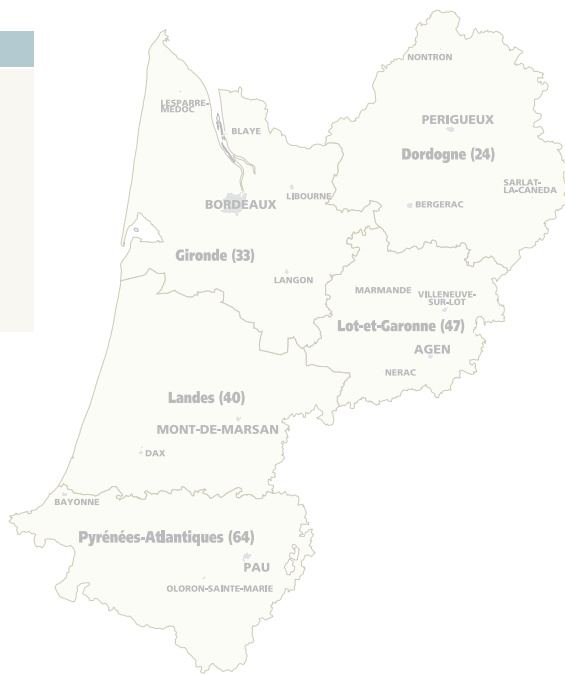 NONTRON
LESPARRE-
MEDOC
BLAYE
PERIGUEUX
Dordogne (24)
SARLAT-
LA-CANEDA
LIBOURNE
BORDEAUX
BERGERAC
Gironde (33)
LANGON
MARMANDE
VILLENEUVE-
SUR-LOT
Lot-et-Garonne (47)
AGEN
NERAC
Landes (40)
MONT-DE-MARSAN
DAX
BAYONNE
Pyrénées-Atlantiques (64)
PAU
OLORON-SAINTE-MARIE